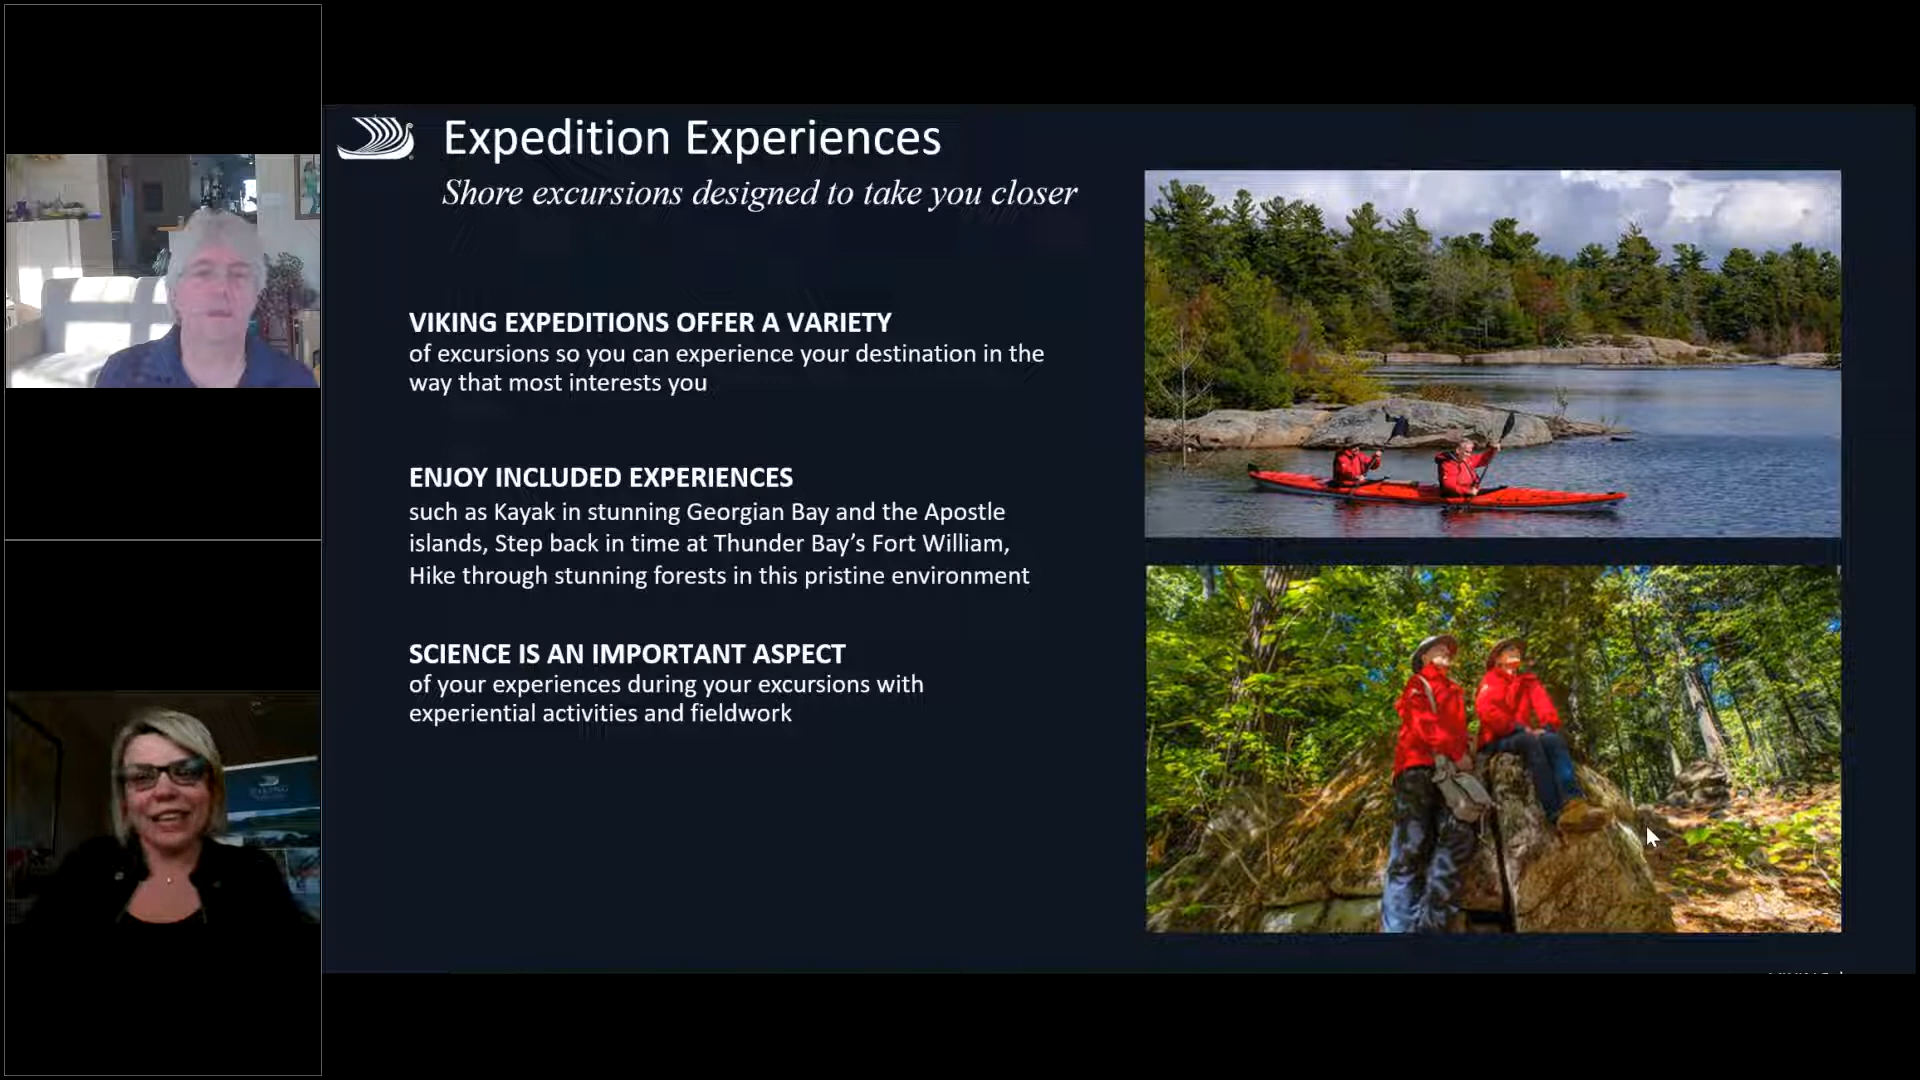 Expedition Experiences
Shore excursions designed to take you closer
VIKING EXPEDITIONS OFFER A VARIETY
of excursions so you can experience your destination in the
way that most interests you
ENJOY INCLUDED EXPERIENCES
such as Kayak in stunning Georgian Bay and the Apostle
islands, Step back in time at Thunder Bay's Fort William,
Hike through stunning forests in this pristine environment
SCIENCE IS AN IMPORTANT ASPECT
of your experiences during your excursions with
experiential activities and fieldwork